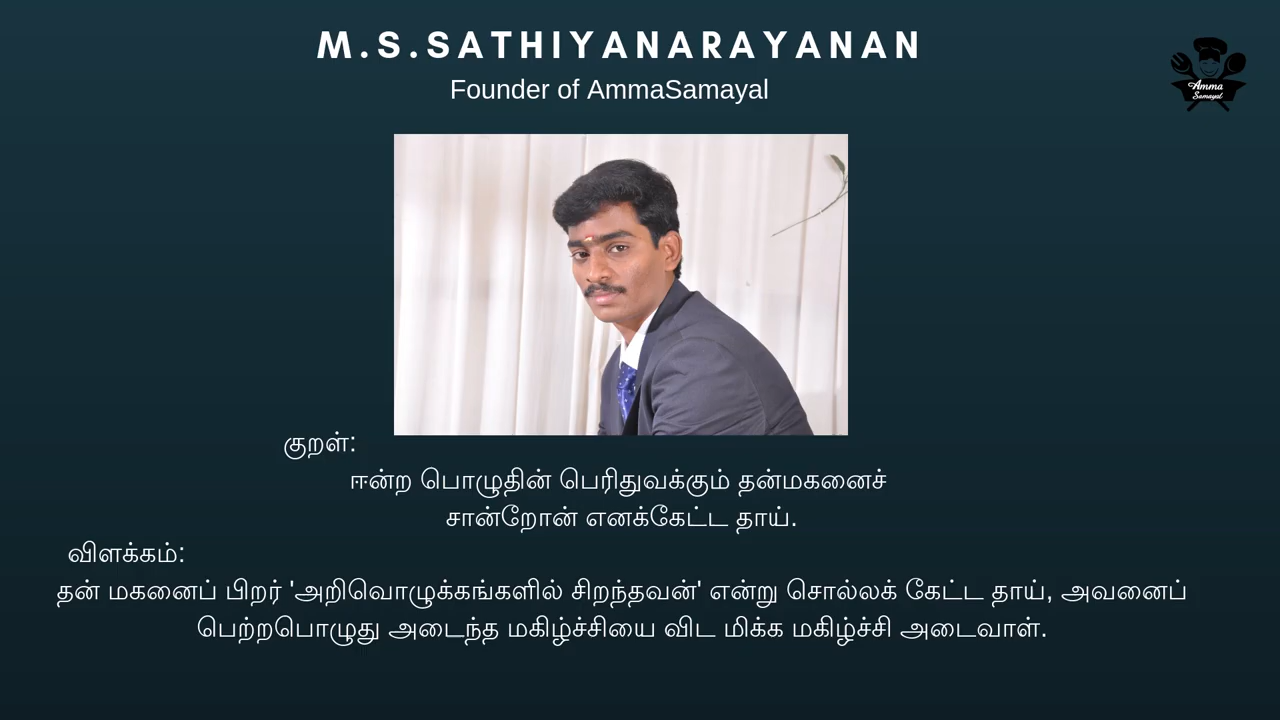 M.S.SATHIYANARAYANAN
Founder of AmmaSamayal
Amma
Samayal
குறள்:
ஈன்ற பொழுதின் பெரிதுவக்கும் தன்மகனைச்
சான்றோன் எனக்கேட்ட தாய்.
விளக்கம்:
தன் மகனைப் பிறர் 'அறிவொழுக்கங்களில் சிறந்தவன்' என்று சொல்லக் கேட்ட தாய், அவனைப்
பெற்றபொழுது அடைந்த மகிழ்ச்சியை விட மிக்க மகிழ்ச்சி அடைவாள்.